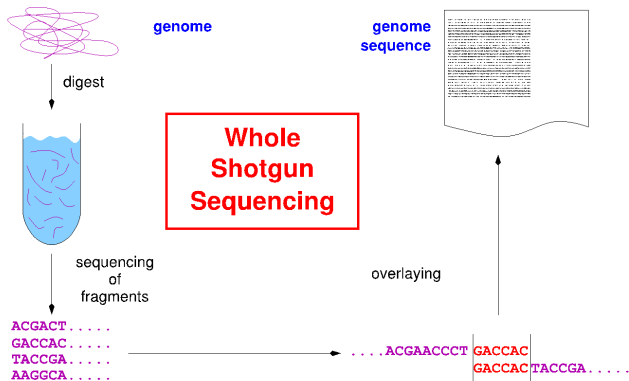 genome
genome
sequence
digest
Whole
Shotgun
Sequencing
sequencing
of
fragments
overlaying
ACGACT.....
GACCAC.....
TACCGA.....
AAGGCA.....
....ACGAACCCT GACCAC
GACCAC TACCGA.....